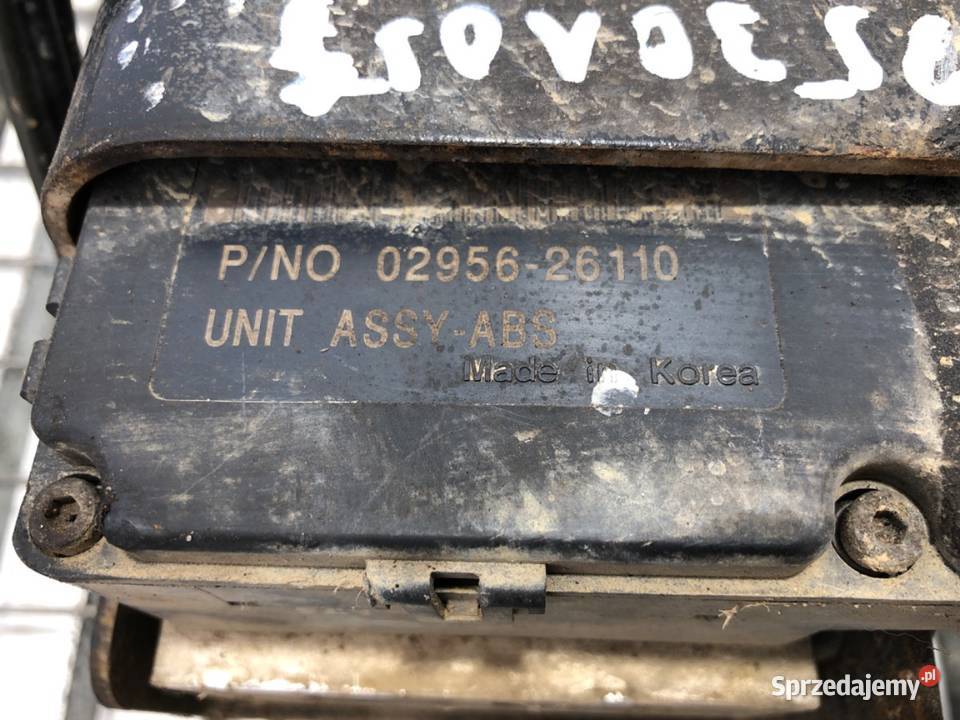 P/NO 02956-26110
UNIT ASSY-ABS
Made in Korea
Sprzedajemy.pl